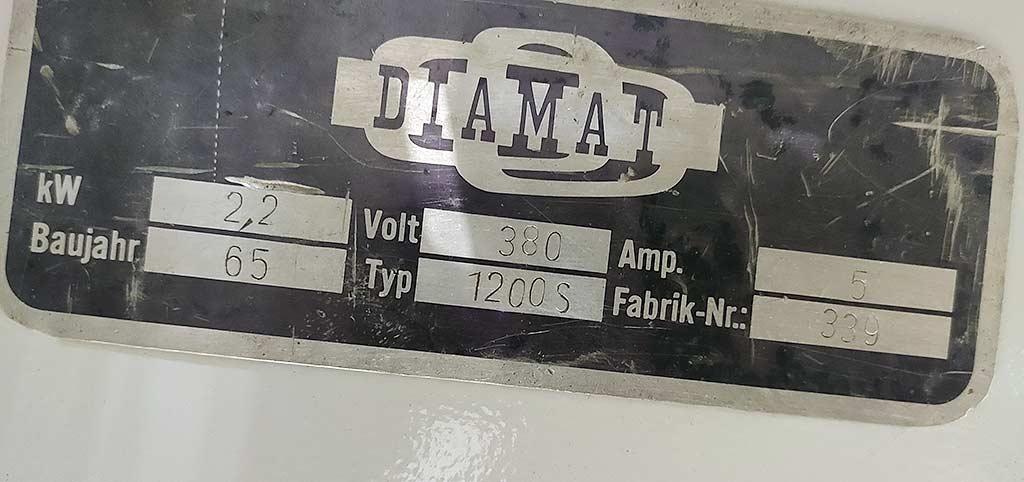 DIAMAT
kW 2,2 Volt 380 Amp. 5
Baujahr 65 Typ 1200 S Fabrik-Nr.: 339